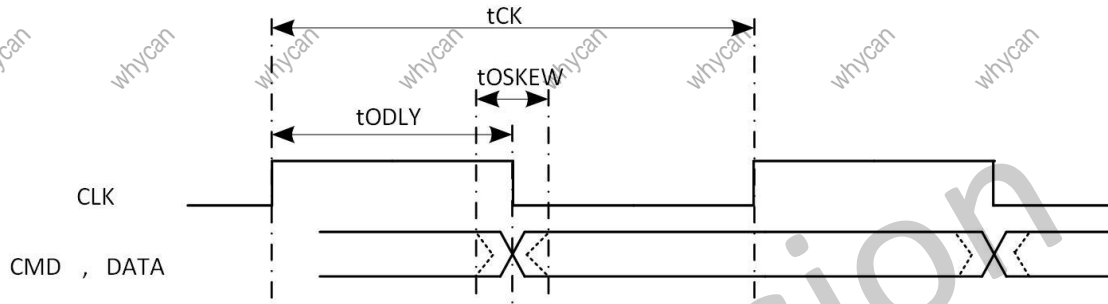 tCK
whycan whycan whycan whycan whycan whycan whycan
tOSKEW
tODLY
CLK
CMD , DATA